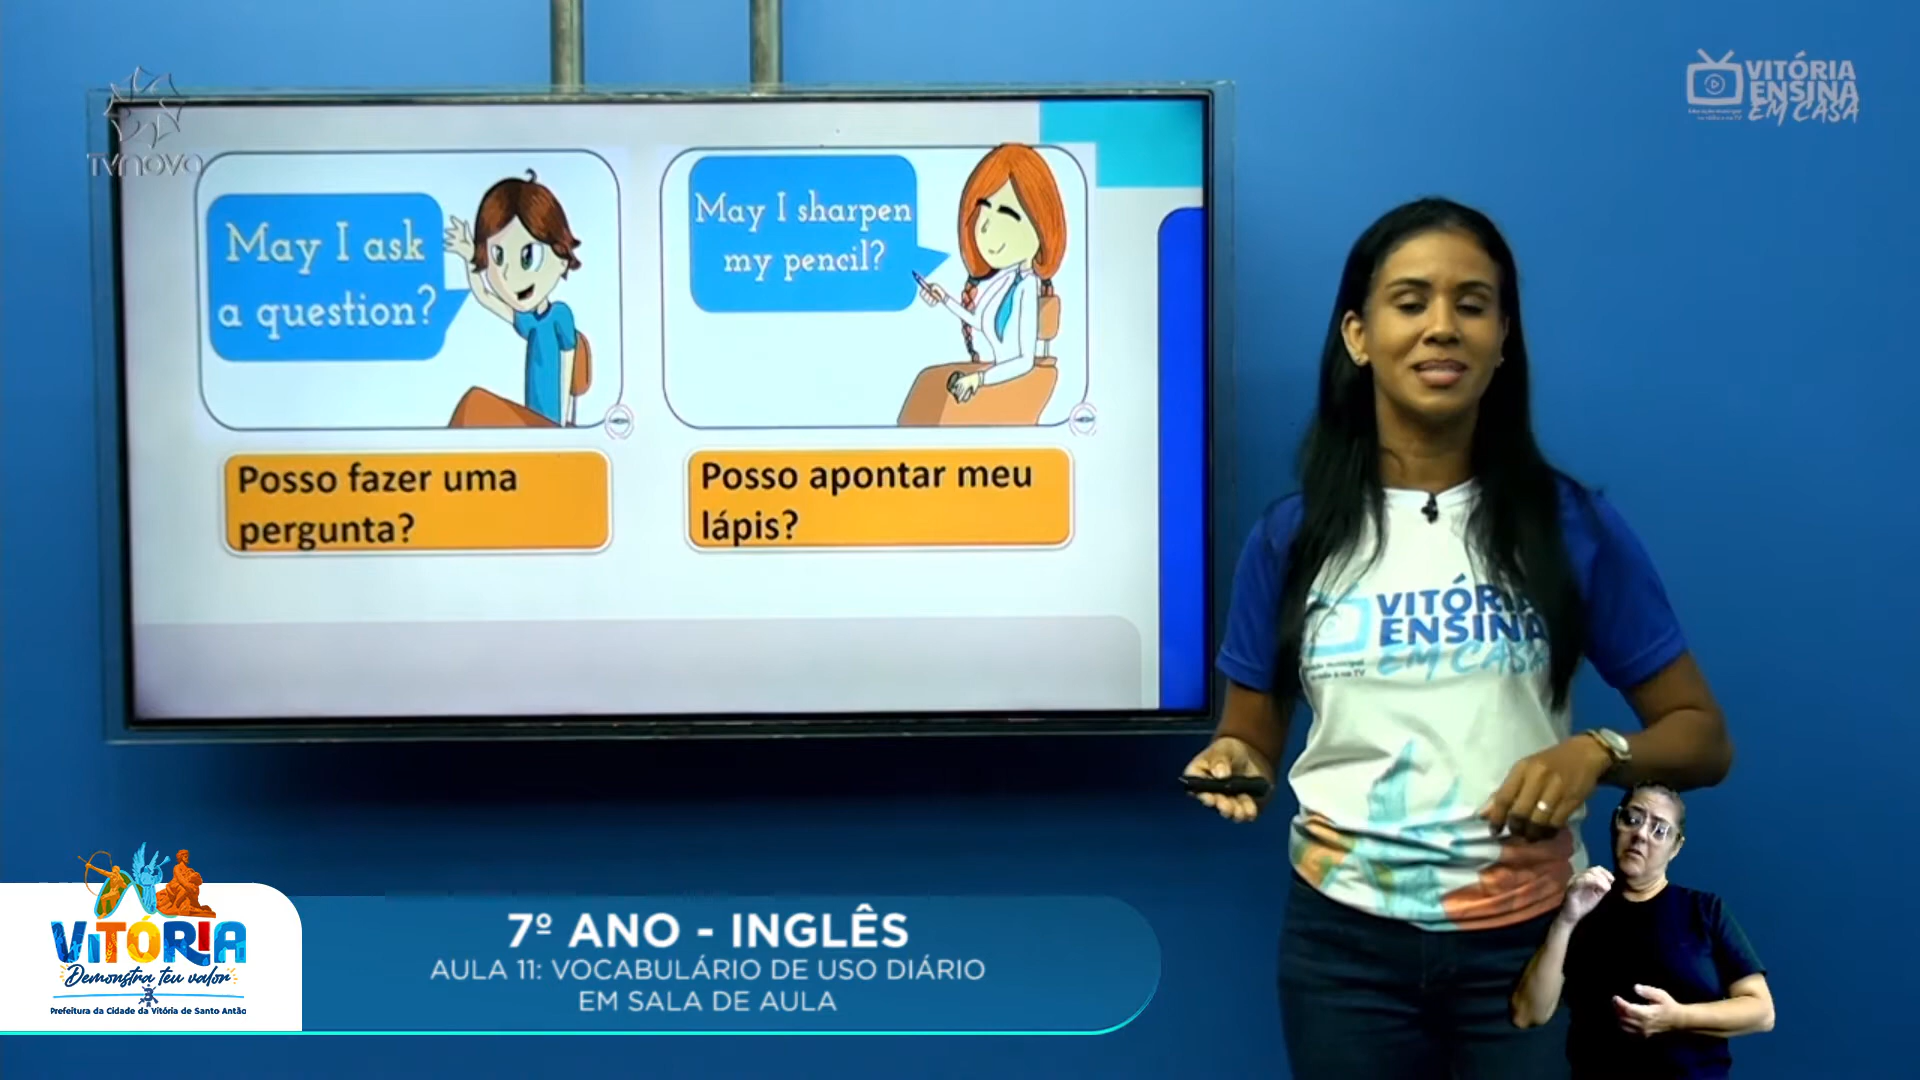 TVNOVA
VITÓRIA
ENSINA
EM CASA
May I ask
a question?
May I sharpen
my pencil?
Posso fazer uma
pergunta?
Posso apontar meu
lápis?
VITÓRIA
ENSINA
EM CASA
VITÓRIA
Demonstra teu valor
Prefeitura da Cidade da Vitória de Santo Antão
7º ANO - INGLÊS
AULA 11: VOCABULÁRIO DE USO DIÁRIO
EM SALA DE AULA